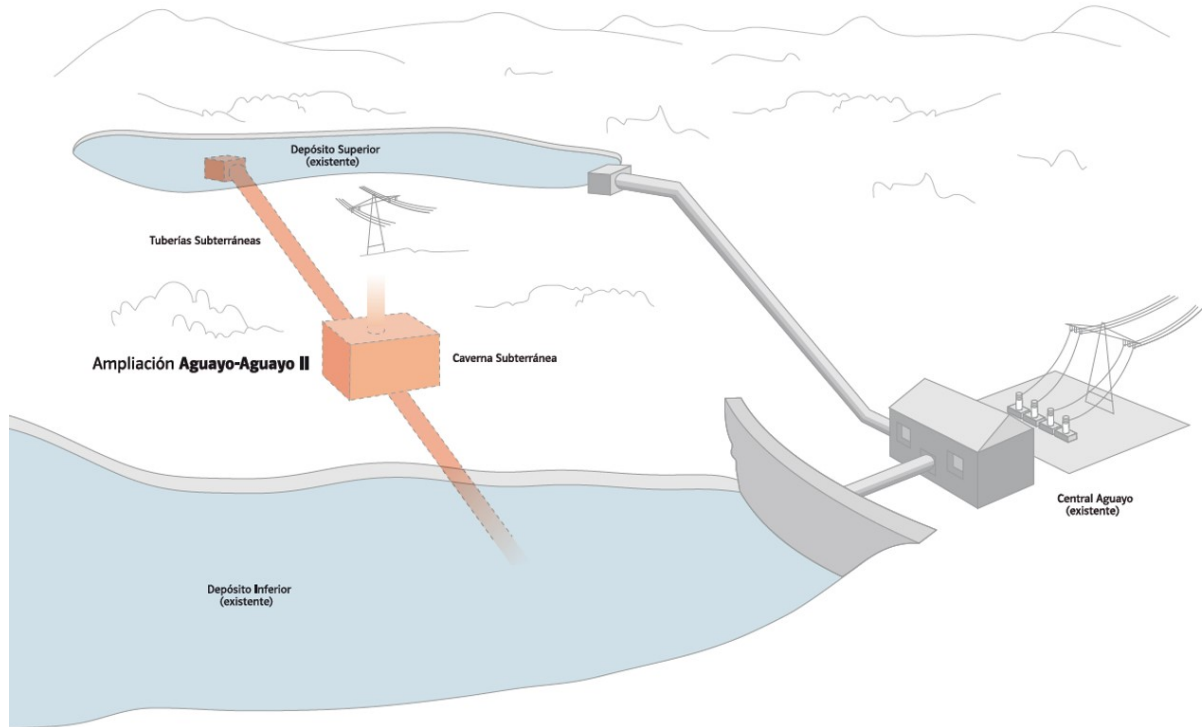 Depósito Superior
(existente)
Tuberías Subterráneas
Ampliación Aguayo-Aguayo II
Caverna Subterránea
Central Aguayo
(existente)
Depósito Inferior
(existente)